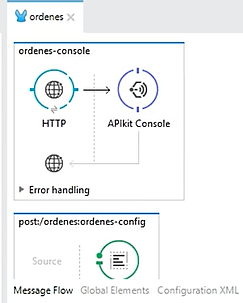 ordenes
ordenes-console
HTTP
APIkit Console
Error handling
post:/ordenes:ordenes-config
Source
Message Flow Global Elements Configuration XML